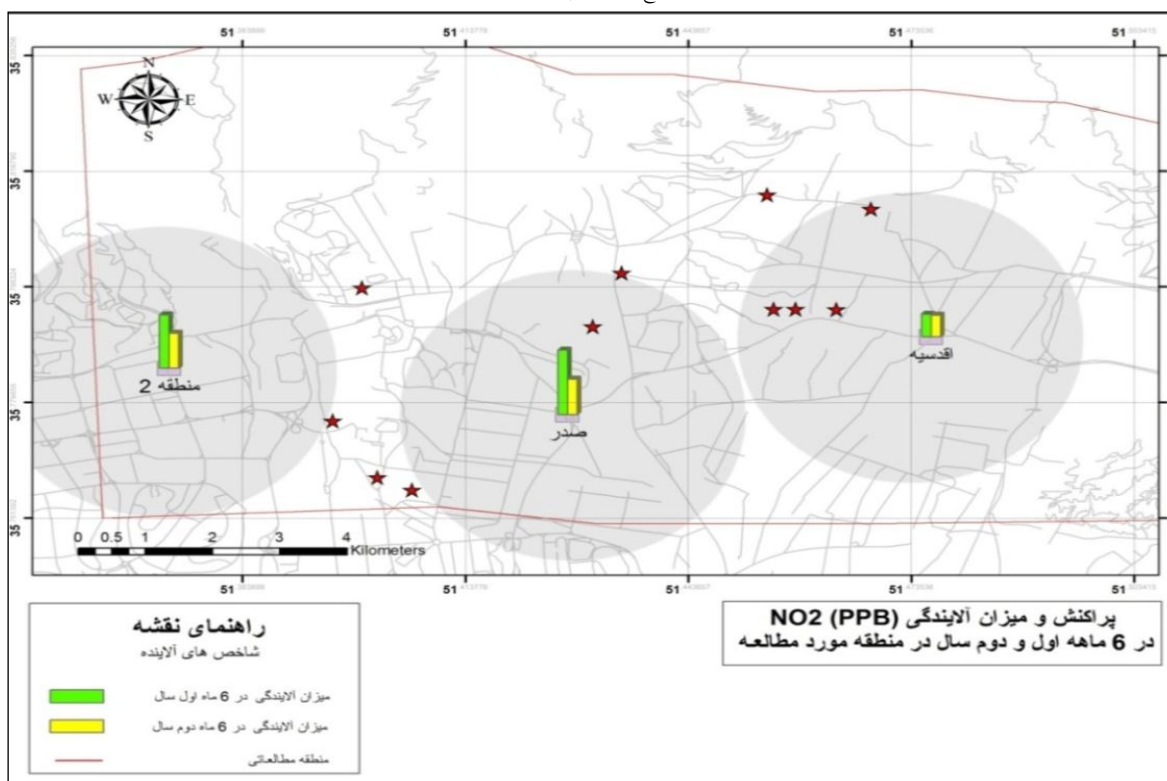 51 51 51 51 51
N
W E
S
35
35
35
35
35
منطقه 2
صدر
اقدسیه
0 0.5 1 2 3 4
Kilometers
51 51 51 51 51
راهنمای نقشه
شاخص های آلاینده
میزان آلایندگی در 6 ماه اول سال
میزان آلایندگی در 6 ماه دوم سال
منطقه مطالعاتی
پراکنش و میزان آلایندگی NO2 (PPB)
در 6 ماهه اول و دوم سال در منطقه مورد مطالعه